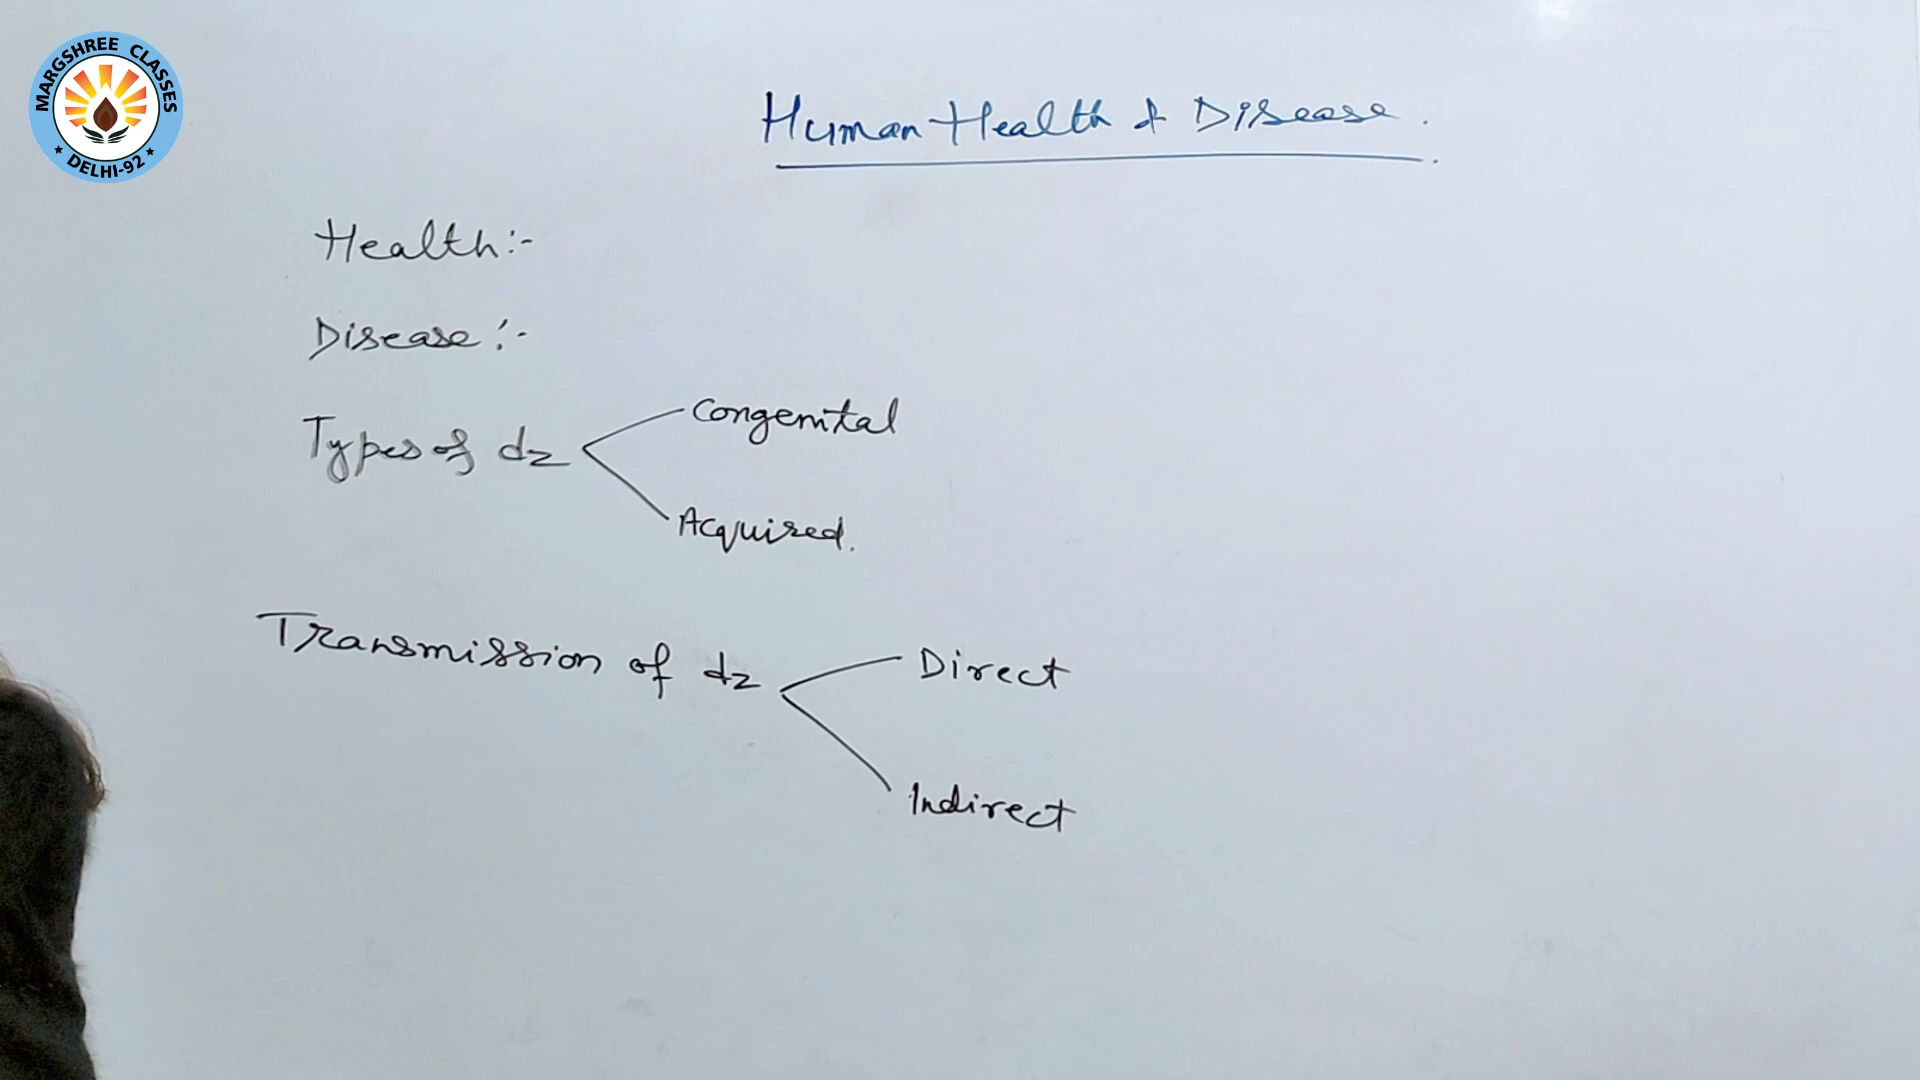 MARGSHREE CLASSES
DELHI-92
Human Health & Disease.
Health:-
Disease:-
Types of dz
Congenital
Acquired.
Transmission of dz
Direct
Indirect